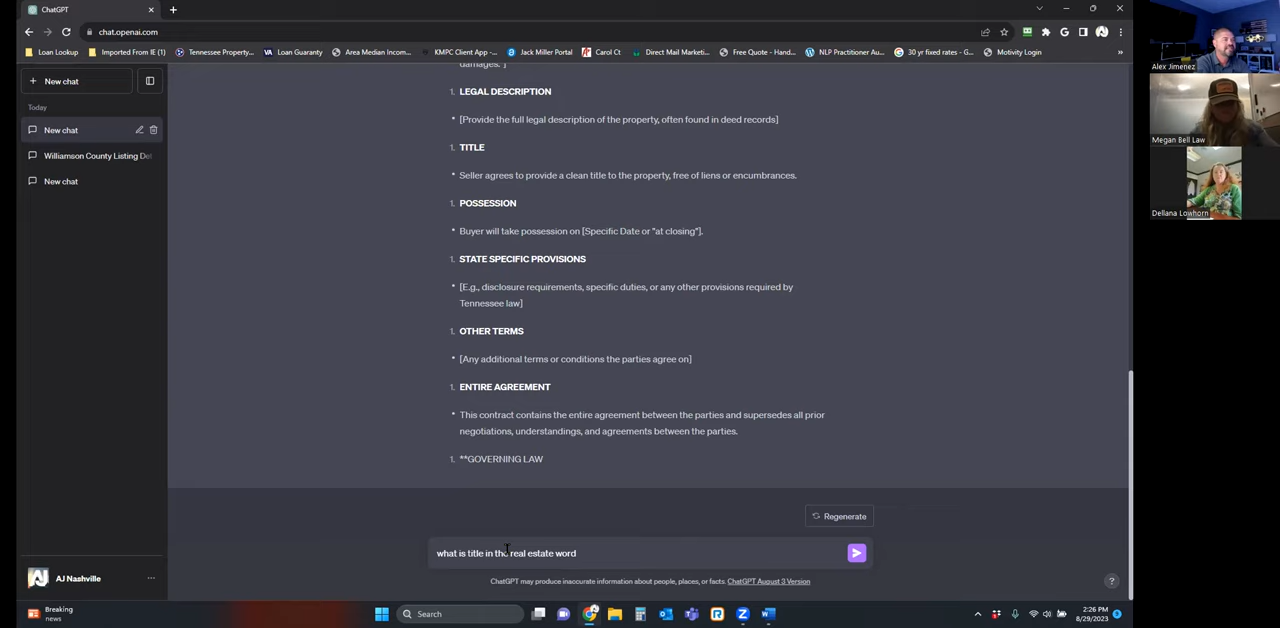 ChatGPT
chat.openai.com
Loan Lookup
Imported From IE (1)
Tennessee Property...
Loan Guaranty
Area Median Incom...
KMPC Client App -...
Jack Miller Portal
Carol Ct
Direct Mail Marketi...
Free Quote - Hand...
NLP Practitioner Au...
30 yr fixed rates - G...
Motivity Login
New chat
Today
New chat
Williamson County Listing Det
New chat
damages. ]
1. LEGAL DESCRIPTION
• [Provide the full legal description of the property, often found in deed records]
1. TITLE
• Seller agrees to provide a clean title to the property, free of liens or encumbrances.
1. POSSESSION
• Buyer will take possession on [Specific Date or "at closing"].
1. STATE SPECIFIC PROVISIONS
• [E.g., disclosure requirements, specific duties, or any other provisions required by
Tennessee law]
1. OTHER TERMS
• [Any additional terms or conditions the parties agree on]
1. ENTIRE AGREEMENT
• This contract contains the entire agreement between the parties and supersedes all prior
negotiations, understandings, and agreements between the parties.
1. **GOVERNING LAW
Regenerate
what is title in the real estate word
ChatGPT may produce inaccurate information about people, places, or facts. ChatGPT August 3 Version
AJ Nashville
Breaking
news
Search
2:26 PM
8/29/2023
Alex Jimenez
Megan Bell Law
Dellana Lowhorn